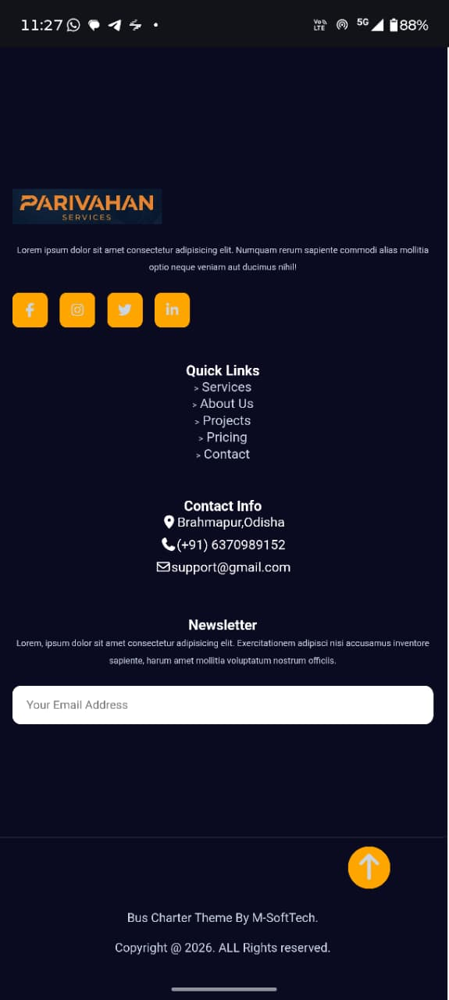 11:27
Vo
LTE
5G
88%
PARIVAHAN
SERVICES
Lorem ipsum dolor sit amet consectetur adipisicing elit. Numquam rerum sapiente commodi alias mollitia
optio neque veniam aut ducimus nihil!
Quick Links
> Services
> About Us
> Projects
> Pricing
> Contact
Contact Info
Brahmapur,Odisha
(+91) 6370989152
support@gmail.com
Newsletter
Lorem, ipsum dolor sit amet consectetur adipisicing elit. Exercitationem adipisci nisi accusamus inventore
sapiente, harum amet mollitia voluptatum nostrum officiis.
Your Email Address
Bus Charter Theme By M-SoftTech.
Copyright @ 2026. ALL Rights reserved.